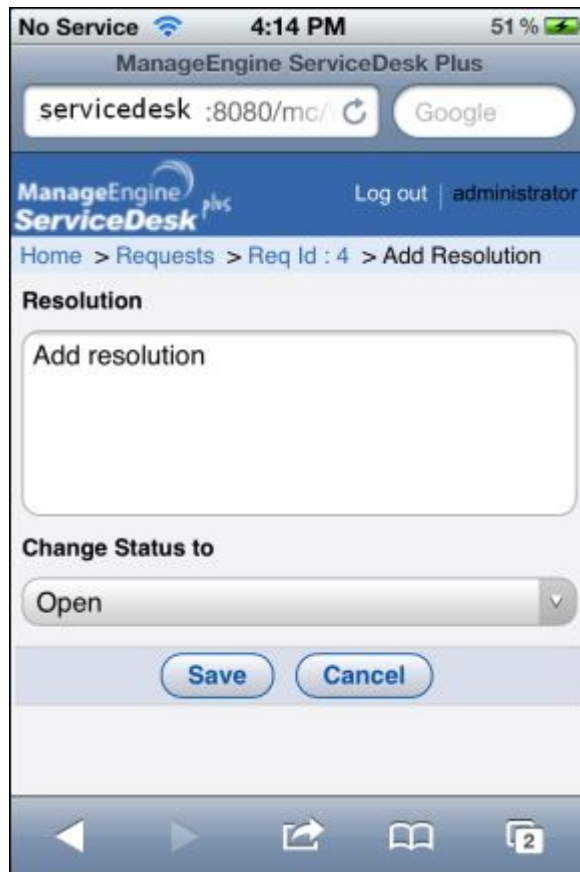 No Service 4:14 PM 51 %
ManageEngine ServiceDesk Plus
servicedesk :8080/mc/ Google
ManageEngine
ServiceDesk plus Log out | administrator
Home > Requests > Req Id : 4 > Add Resolution
Resolution
Add resolution
Change Status to
Open
Save Cancel
2